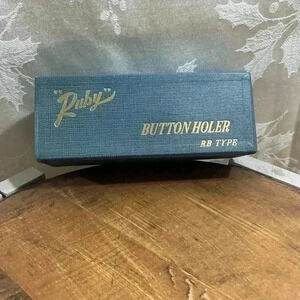 "Ruby"
BUTTON HOLER
RB TYPE